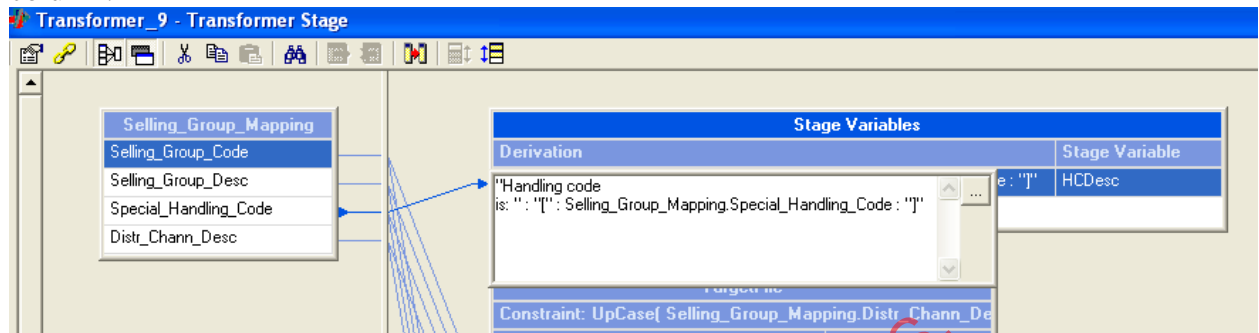 Transformer_9 - Transformer Stage
Selling_Group_Mapping
Selling_Group_Code
Selling_Group_Desc
Special_Handling_Code
Distr_Chann_Desc
Stage Variables
Derivation Stage Variable
"Handling code
is: " : "[" : Selling_Group_Mapping.Special_Handling_Code : "]"
...
e : "]" HCDesc
Constraint: UpCase( Selling_Group_Mapping.Distr_Chann_De